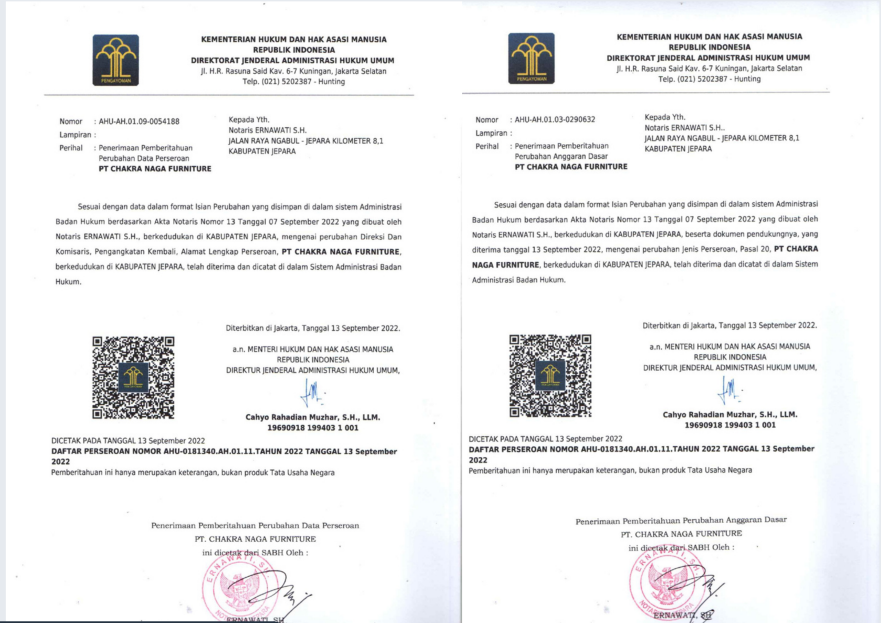 KEMENTERIAN HUKUM DAN HAK ASASI MANUSIA
REPUBLIK INDONESIA
DIREKTORAT JENDERAL ADMINISTRASI HUKUM UMUM
Jl. H.R. Rasuna Said Kav. 6-7 Kuningan, Jakarta Selatan
Telp. (021) 5202387 - Hunting
PENGAYOMAN
Nomor : AHU-AH.01.09-0054188
Lampiran :
Perihal : Penerimaan Pemberitahuan
Perubahan Data Perseroan
PT CHAKRA NAGA FURNITURE
Kepada Yth.
Notaris ERNAWATI S.H.
JALAN RAYA NGABUL - JEPARA KILOMETER 8,1
KABUPATEN JEPARA
Sesuai dengan data dalam format Isian Perubahan yang disimpan di dalam sistem Administrasi
Badan Hukum berdasarkan Akta Notaris Nomor 13 Tanggal 07 September 2022 yang dibuat oleh
Notaris ERNAWATI S.H., berkedudukan di KABUPATEN JEPARA, mengenai perubahan Direksi Dan
Komisaris, Pengangkatan Kembali, Alamat Lengkap Perseroan, PT CHAKRA NAGA FURNITURE,
berkedudukan di KABUPATEN JEPARA, telah diterima dan dicatat di dalam Sistem Administrasi Badan
Hukum.
Diterbitkan di Jakarta, Tanggal 13 September 2022.
a.n. MENTERI HUKUM DAN HAK ASASI MANUSIA
REPUBLIK INDONESIA
DIREKTUR JENDERAL ADMINISTRASI HUKUM UMUM,
Cahyo Rahadian Muzhar, S.H., LLM.
19690918 199403 1 001
DICETAK PADA TANGGAL 13 September 2022
DAFTAR PERSEROAN NOMOR AHU-0181340.AH.01.11.TAHUN 2022 TANGGAL 13 September
2022
Pemberitahuan ini hanya merupakan keterangan, bukan produk Tata Usaha Negara
Penerimaan Pemberitahuan Perubahan Data Perseroan
PT. CHAKRA NAGA FURNITURE
ini dicetak dari SABH Oleh :
ERNAWATI, SH
ERNAWATI, SH
KEMENTERIAN HUKUM DAN HAK ASASI MANUSIA
REPUBLIK INDONESIA
DIREKTORAT JENDERAL ADMINISTRASI HUKUM UMUM
Jl. H.R. Rasuna Said Kav. 6-7 Kuningan, Jakarta Selatan
Telp. (021) 5202387 - Hunting
PENGAYOMAN
Nomor : AHU-AH.01.03-0290632
Lampiran :
Perihal : Penerimaan Pemberitahuan
Perubahan Anggaran Dasar
PT CHAKRA NAGA FURNITURE
Kepada Yth.
Notaris ERNAWATI S.H..
JALAN RAYA NGABUL - JEPARA KILOMETER 8,1
KABUPATEN JEPARA
Sesuai dengan data dalam format Isian Perubahan yang disimpan di dalam sistem Administrasi
Badan Hukum berdasarkan Akta Notaris Nomor 13 Tanggal 07 September 2022 yang dibuat oleh
Notaris ERNAWATI S.H., berkedudukan di KABUPATEN JEPARA, beserta dokumen pendukungnya, yang
diterima tanggal 13 September 2022, mengenai perubahan Jenis Perseroan, Pasal 20, PT CHAKRA
NAGA FURNITURE, berkedudukan di KABUPATEN JEPARA, telah diterima dan dicatat di dalam Sistem
Administrasi Badan Hukum.
Diterbitkan di Jakarta, Tanggal 13 September 2022.
a.n. MENTERI HUKUM DAN HAK ASASI MANUSIA
REPUBLIK INDONESIA
DIREKTUR JENDERAL ADMINISTRASI HUKUM UMUM,
Cahyo Rahadian Muzhar, S.H., LLM.
19690918 199403 1 001
DICETAK PADA TANGGAL 13 September 2022
DAFTAR PERSEROAN NOMOR AHU-0181340.AH.01.11.TAHUN 2022 TANGGAL 13 September
2022
Pemberitahuan ini hanya merupakan keterangan, bukan produk Tata Usaha Negara
Penerimaan Pemberitahuan Perubahan Anggaran Dasar
PT. CHAKRA NAGA FURNITURE
ini dicetak dari SABH Oleh :
ERNAWATI, SH
ERNAWATI, SH